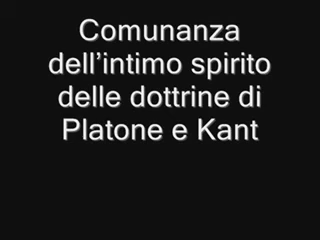 Comunanza
dell’intimo spirito
delle dottrine di
Platone e Kant